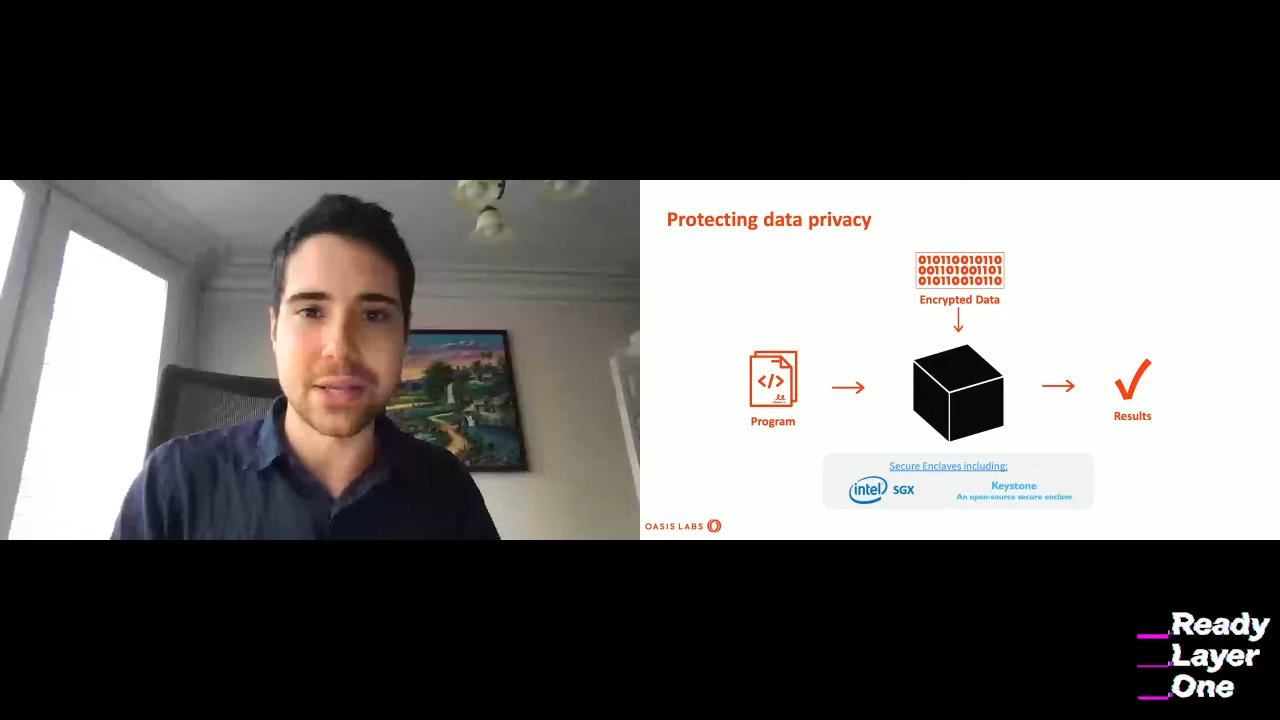 Protecting data privacy
010110010110
001101001101
010110010110
Encrypted Data
</>
Program
Results
Secure Enclaves including:
intel SGX
Keystone
An open-source secure enclave
OASIS LABS
Ready
Layer
One